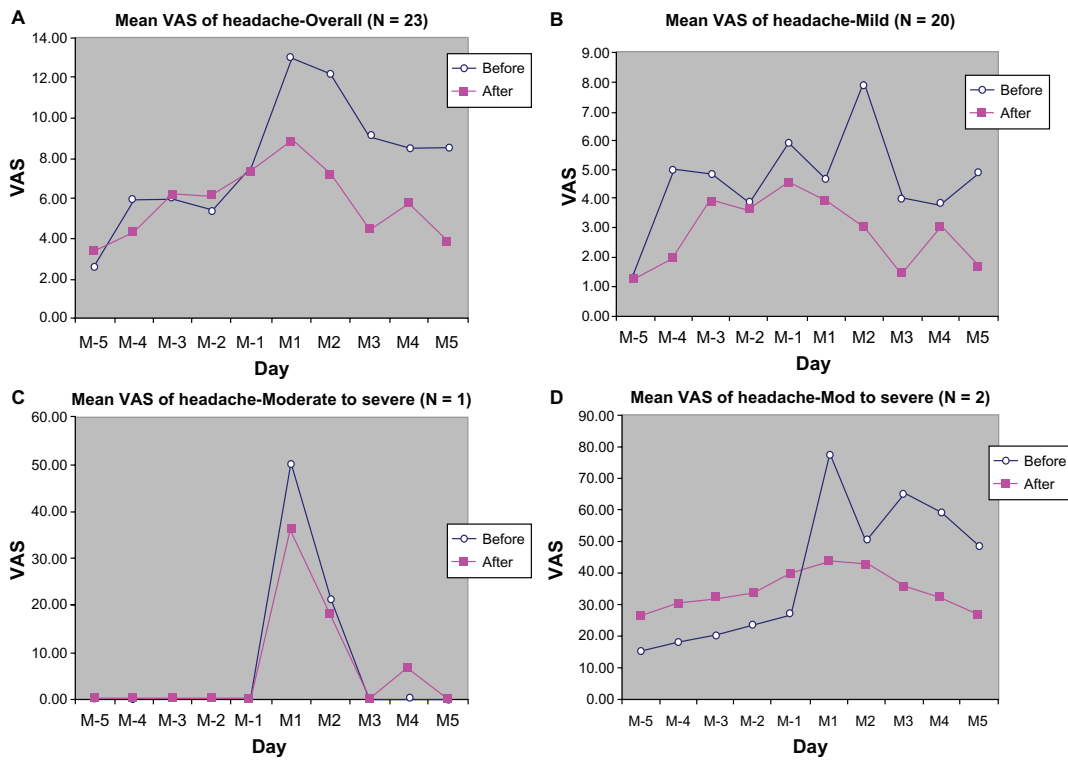 A
Mean VAS of headache-Overall (N = 23)
14.00
12.00
10.00
8.00
6.00
4.00
2.00
0.00
VAS
Before
After
M-5 M-4 M-3 M-2 M-1 M1 M2 M3 M4 M5
Day
B
Mean VAS of headache-Mild (N = 20)
9.00
8.00
7.00
6.00
5.00
4.00
3.00
2.00
1.00
0.00
VAS
Before
After
M-5 M-4 M-3 M-2 M-1 M1 M2 M3 M4 M5
Day
C
Mean VAS of headache-Moderate to severe (N = 1)
60.00
50.00
40.00
30.00
20.00
10.00
0.00
VAS
Before
After
M-5 M-4 M-3 M-2 M-1 M1 M2 M3 M4 M5
Day
D
Mean VAS of headache-Mod to severe (N = 2)
90.00
80.00
70.00
60.00
50.00
40.00
30.00
20.00
10.00
0.00
VAS
Before
After
M-5 M-4 M-3 M-2 M-1 M1 M2 M3 M4 M5
Day